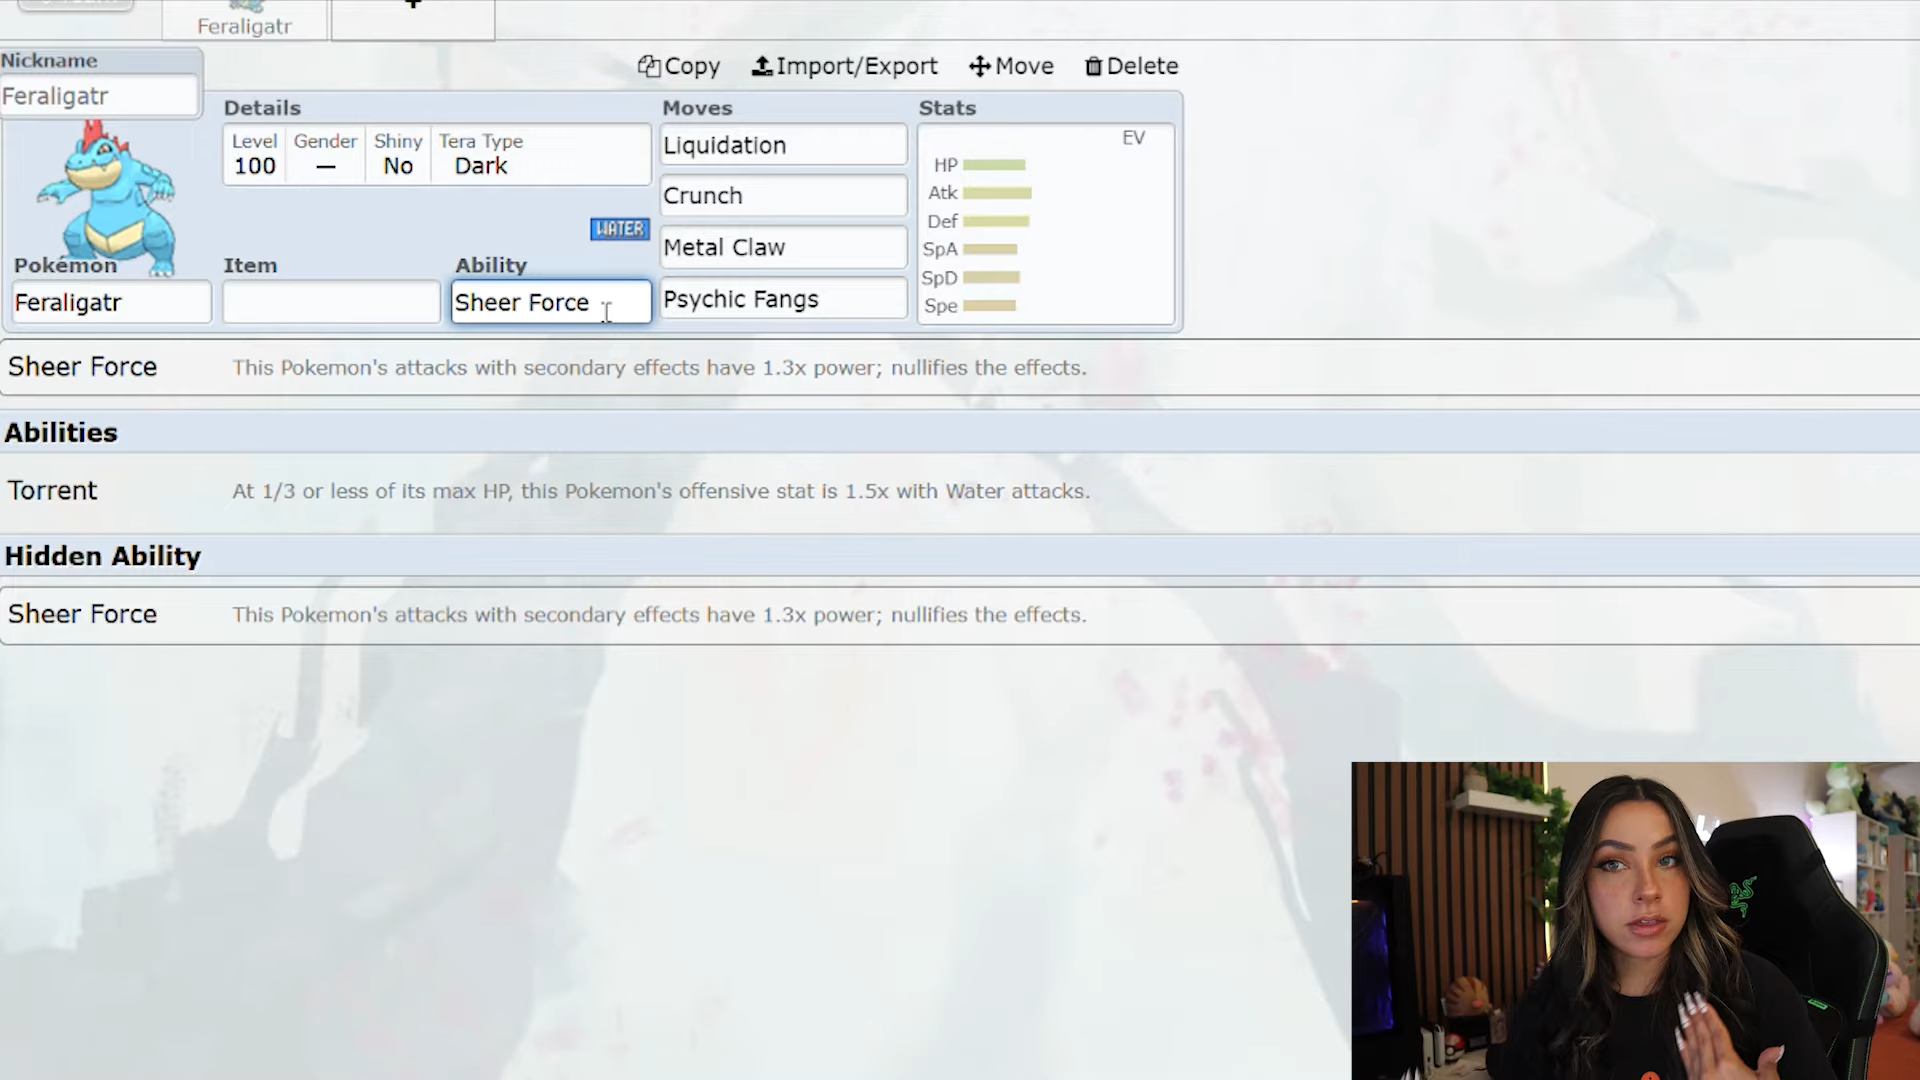 Feraligatr
+
Nickname
Feraligatr
Copy Import/Export Move Delete
Details
Moves
Stats
Level Gender Shiny Tera Type
100 — No Dark
Liquidation
Crunch
Metal Claw
Psychic Fangs
EV
HP
Atk
Def
SpA
SpD
Spe
WATER
Pokémon Item Ability
Feraligatr Sheer Force
Sheer Force This Pokemon's attacks with secondary effects have 1.3x power; nullifies the effects.
Abilities
Torrent At 1/3 or less of its max HP, this Pokemon's offensive stat is 1.5x with Water attacks.
Hidden Ability
Sheer Force This Pokemon's attacks with secondary effects have 1.3x power; nullifies the effects.